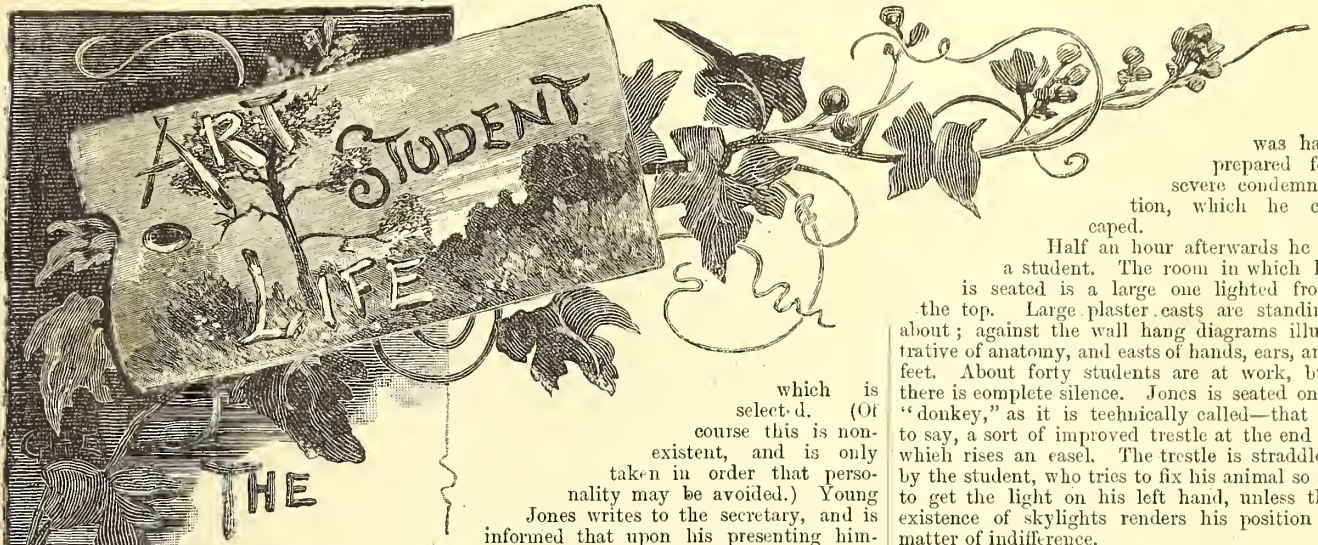 ART STUDENT
LIFE
THE
which is
selected. (Of
course this is non-
existent, and is only
taken in order that perso-
nality may be avoided.) Young
Jones writes to the secretary, and is
informed that upon his presenting him-
was ha
prepared f
severe condemn
tion, which he e
caped.
Half an hour afterwards he
a student. The room in which h
is seated is a large one lighted fro
the top. Large plaster casts are standin
about ; against the wall hang diagrams illu
trative of anatomy, and casts of hands, ears, an
feet. About forty students are at work, b
there is complete silence. Jones is seated on
"donkey," as it is technically called—that
to say, a sort of improved trestle at the end
which rises an easel. The trestle is straddle
by the student, who tries to fix his animal so
to get the light on his left hand, unless th
existence of skylights renders his position
matter of indifference.